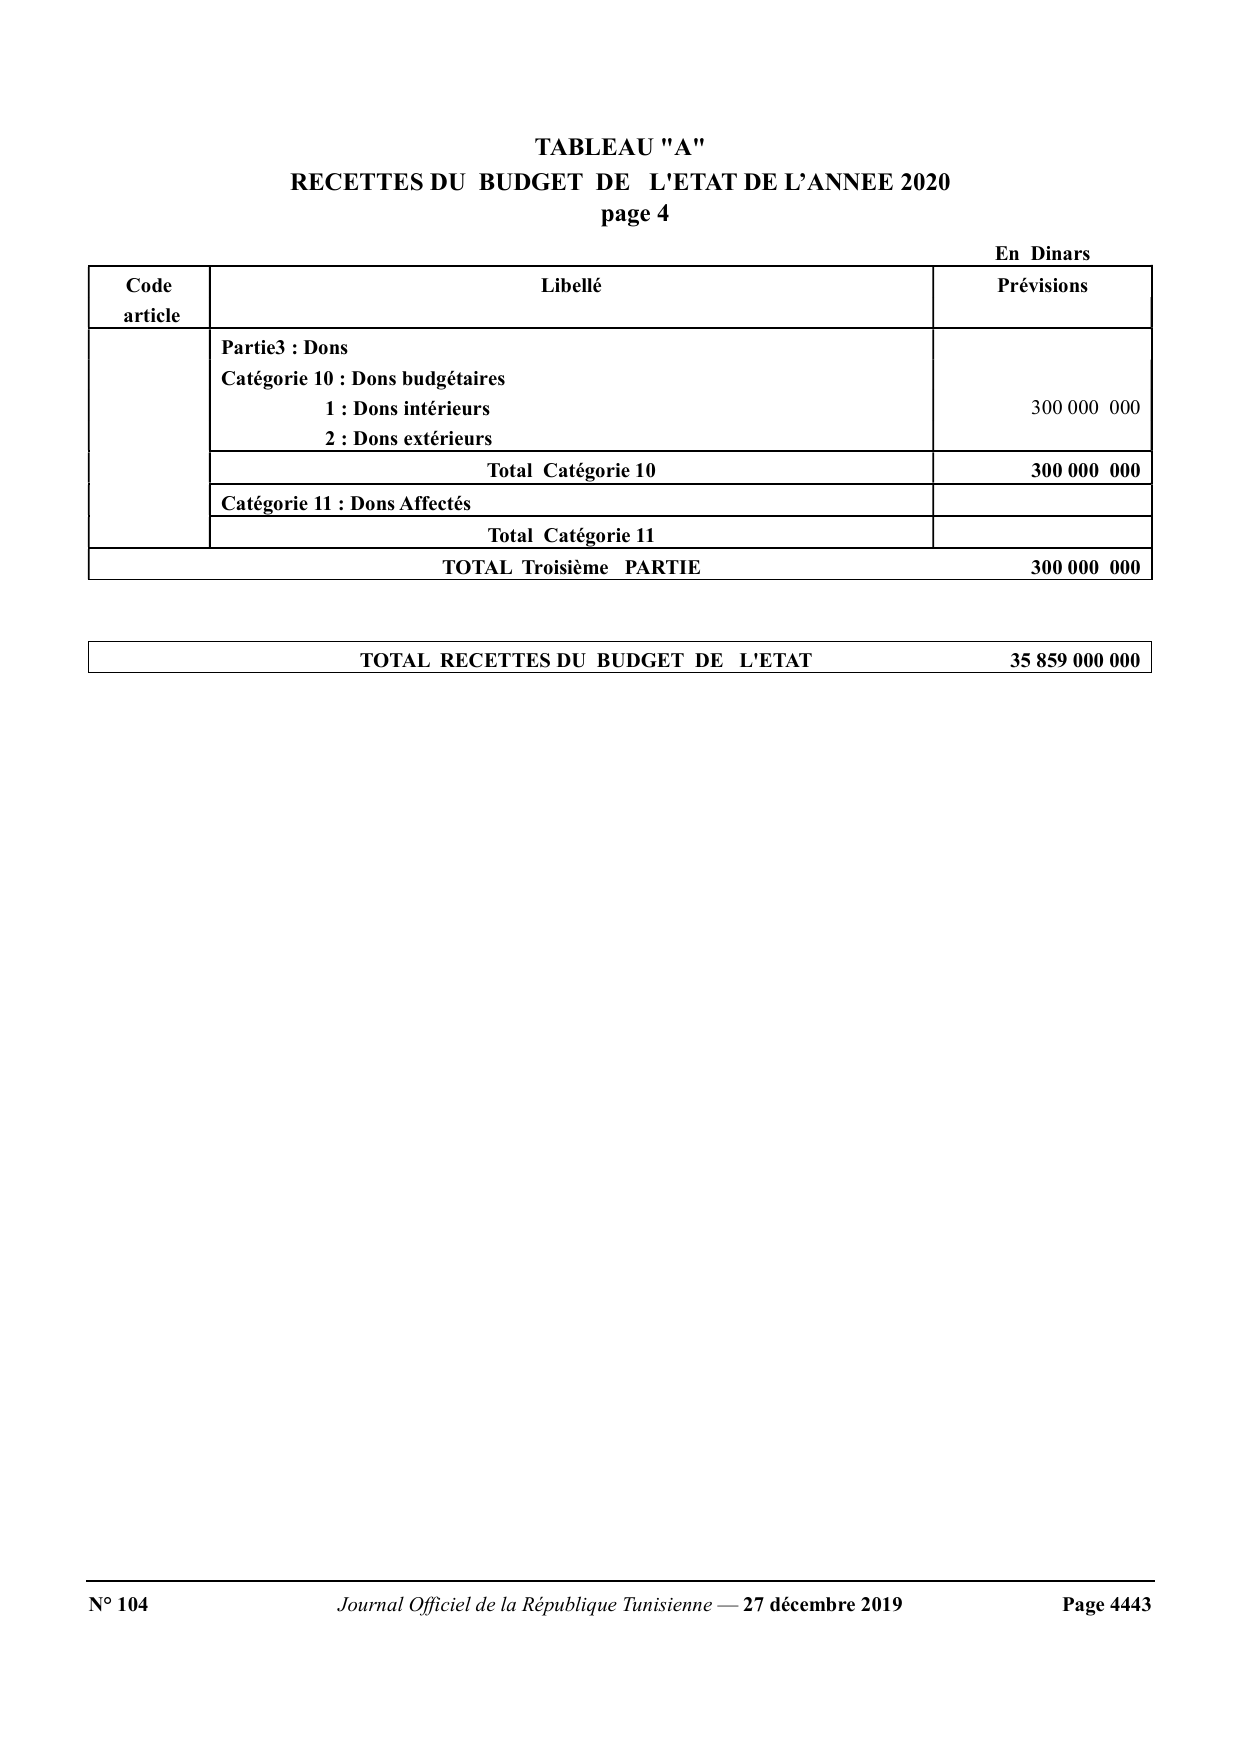 TABLEAU "A"
RECETTES DU BUDGET DE L'ETAT DE L’ANNEE 2020
page 4
En Dinars
Code article Libellé Prévisions
Partie3 : Dons
Catégorie 10 : Dons budgétaires
1 : Dons intérieurs 300 000 000
2 : Dons extérieurs
Total Catégorie 10 300 000 000
Catégorie 11 : Dons Affectés
Total Catégorie 11
TOTAL Troisième PARTIE 300 000 000
TOTAL RECETTES DU BUDGET DE L'ETAT 35 859 000 000
N° 104 Journal Officiel de la République Tunisienne — 27 décembre 2019 Page 4443